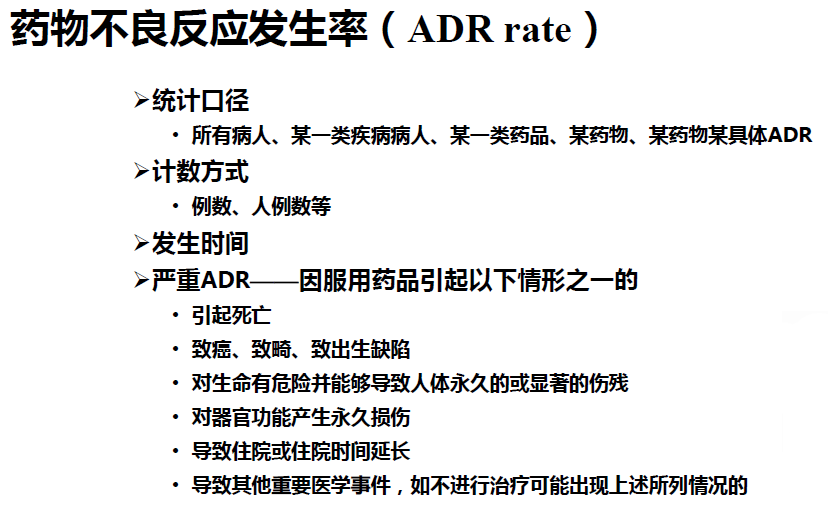 药物不良反应发生率（ADR rate）
➢统计口径
• 所有病人、某一类疾病病人、某一类药品、某药物、某药物某具体ADR
➢计数方式
• 例数、人例数等
➢发生时间
➢严重ADR——因服用药品引起以下情形之一的
• 引起死亡
• 致癌、致畸、致出生缺陷
• 对生命有危险并能够导致人体永久的或显著的伤残
• 对器官功能产生永久损伤
• 导致住院或住院时间延长
• 导致其他重要医学事件，如不进行治疗可能出现上述所列情况的